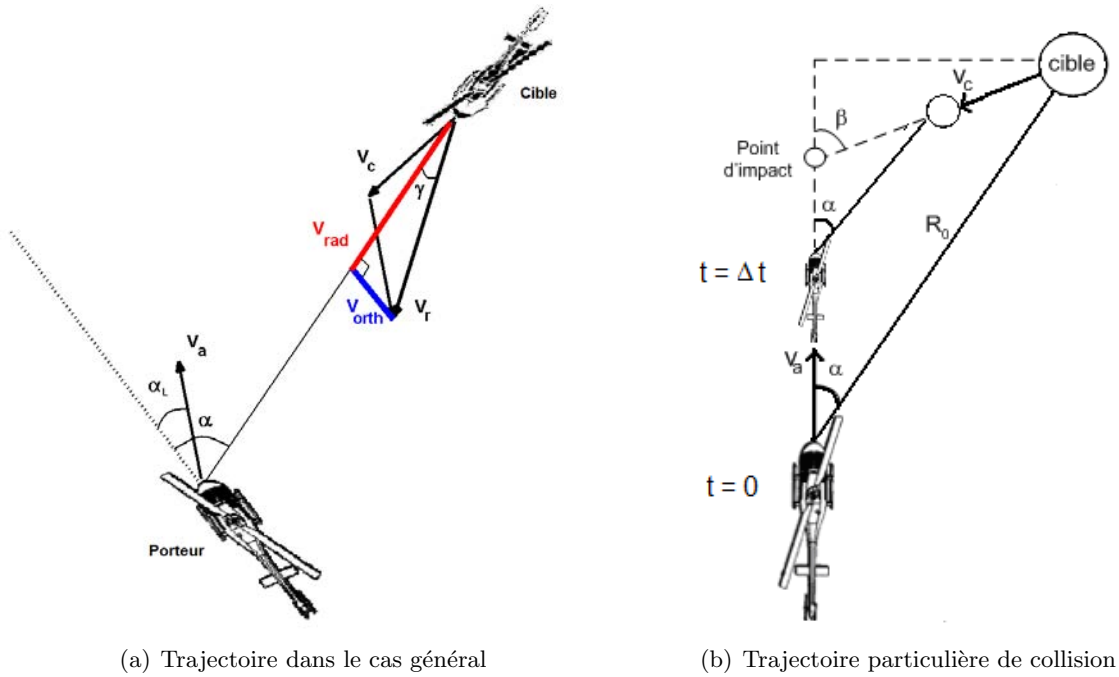 Cible
V_c
γ
V_rad
V_orth
V_r
V_a
α_L
α
Porteur
(a) Trajectoire dans le cas général
cible
V_c
β
Point
d'impact
α
R_0
t = Δ t
V_a
α
t = 0
(b) Trajectoire particulière de collision